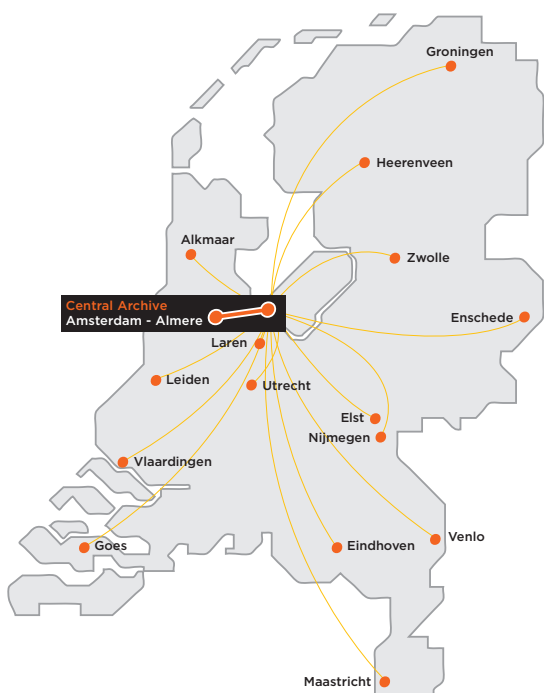 Groningen
Heerenveen
Alkmaar
Zwolle
Central Archive
Amsterdam - Almere
Enschede
Laren
Leiden
Utrecht
Elst
Nijmegen
Vlaardingen
Venlo
Goes
Eindhoven
Maastricht